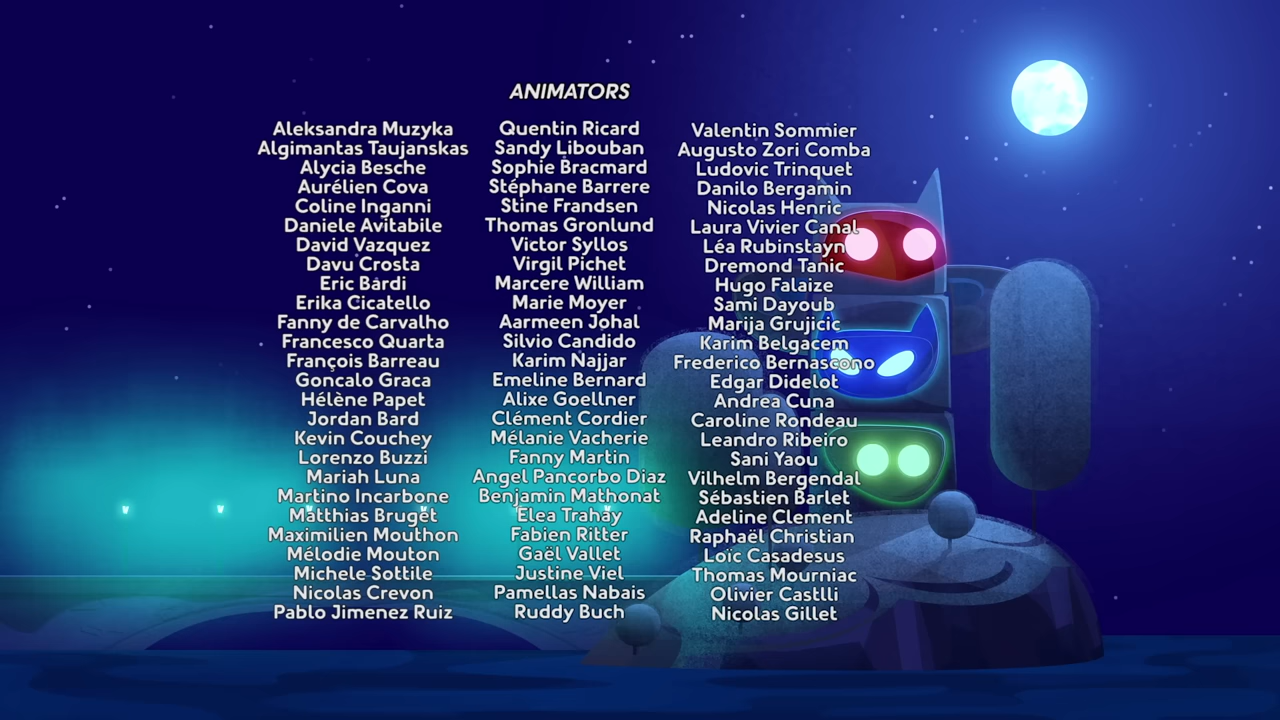 ANIMATORS
Aleksandra Muzyka
Algimantas Taujanskas
Alycia Besche
Aurélien Cova
Coline Inganni
Daniele Avitabile
David Vazquez
Davu Crosta
Eric Bardi
Erika Cicatello
Fanny de Carvalho
Francesco Quarta
François Barreau
Goncalo Graca
Hélène Papet
Jordan Bard
Kevin Couchey
Lorenzo Buzzi
Mariah Luna
Martino Incarbone
Matthias Bruget
Maximilien Mouthon
Mélodie Mouton
Michele Sottile
Nicolas Crevon
Pablo Jimenez Ruiz
Quentin Ricard
Sandy Libouban
Sophie Bracmard
Stéphane Barrere
Stine Frandsen
Thomas Gronlund
Victor Syllos
Virgil Pichet
Marcere William
Marie Moyer
Aarmeen Johal
Silvio Candido
Karim Najjar
Emeline Bernard
Alixe Goellner
Clément Cordier
Mélanie Vacherie
Fanny Martin
Angel Pancorbo Diaz
Benjamin Mathonat
Elea Trahay
Fabien Ritter
Gaël Vallet
Justine Viel
Pamellas Nabais
Ruddy Buch
Valentin Sommier
Augusto Zori Comba
Ludovic Trinquet
Danilo Bergamin
Nicolas Henric
Laura Vivier Canal
Léa Rubinstayn
Dremond Tanic
Hugo Falaize
Sami Dayoub
Marija Grujicic
Karim Belgacem
Frederico Bernascono
Edgar Didelot
Andrea Cuna
Caroline Rondeau
Leandro Ribeiro
Sani Yaou
Vilhelm Bergendal
Sébastien Barlet
Adeline Clement
Raphaël Christian
Loïc Casadesus
Thomas Mourniac
Olivier Castlli
Nicolas Gillet